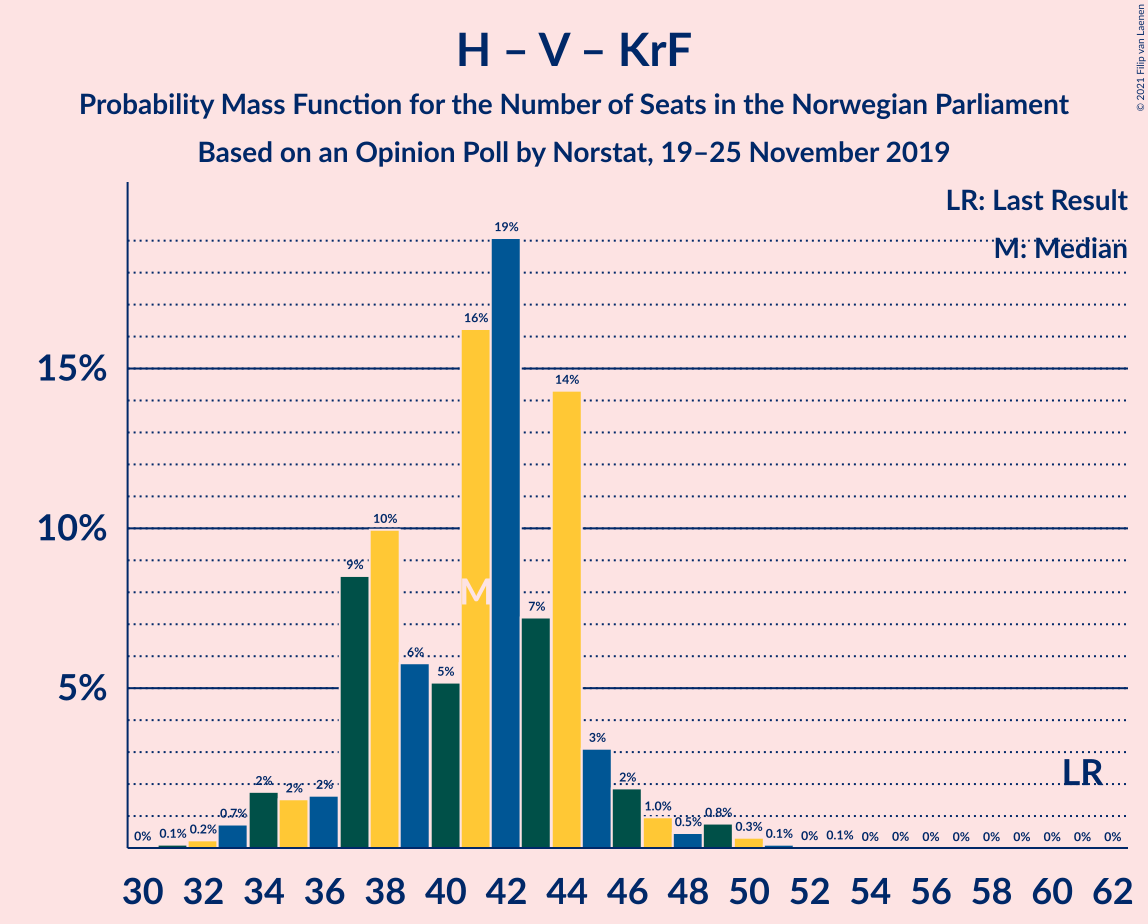 H – V – KrF
Probability Mass Function for the Number of Seats in the Norwegian Parliament
Based on an Opinion Poll by Norstat, 19–25 November 2019
© 2021 Filip van Laenen
LR: Last Result
M: Median
15%
10%
5%
0% 0.1% 0.2% 0.7% 2% 2% 2% 9% 10% 6% 5% 16% 19% 7% 14% 3% 2% 1.0% 0.5% 0.8% 0.3% 0.1% 0% 0.1% 0% 0% 0% 0% 0% 0% 0% 0% 0%
M
LR
30 32 34 36 38 40 42 44 46 48 50 52 54 56 58 60 62